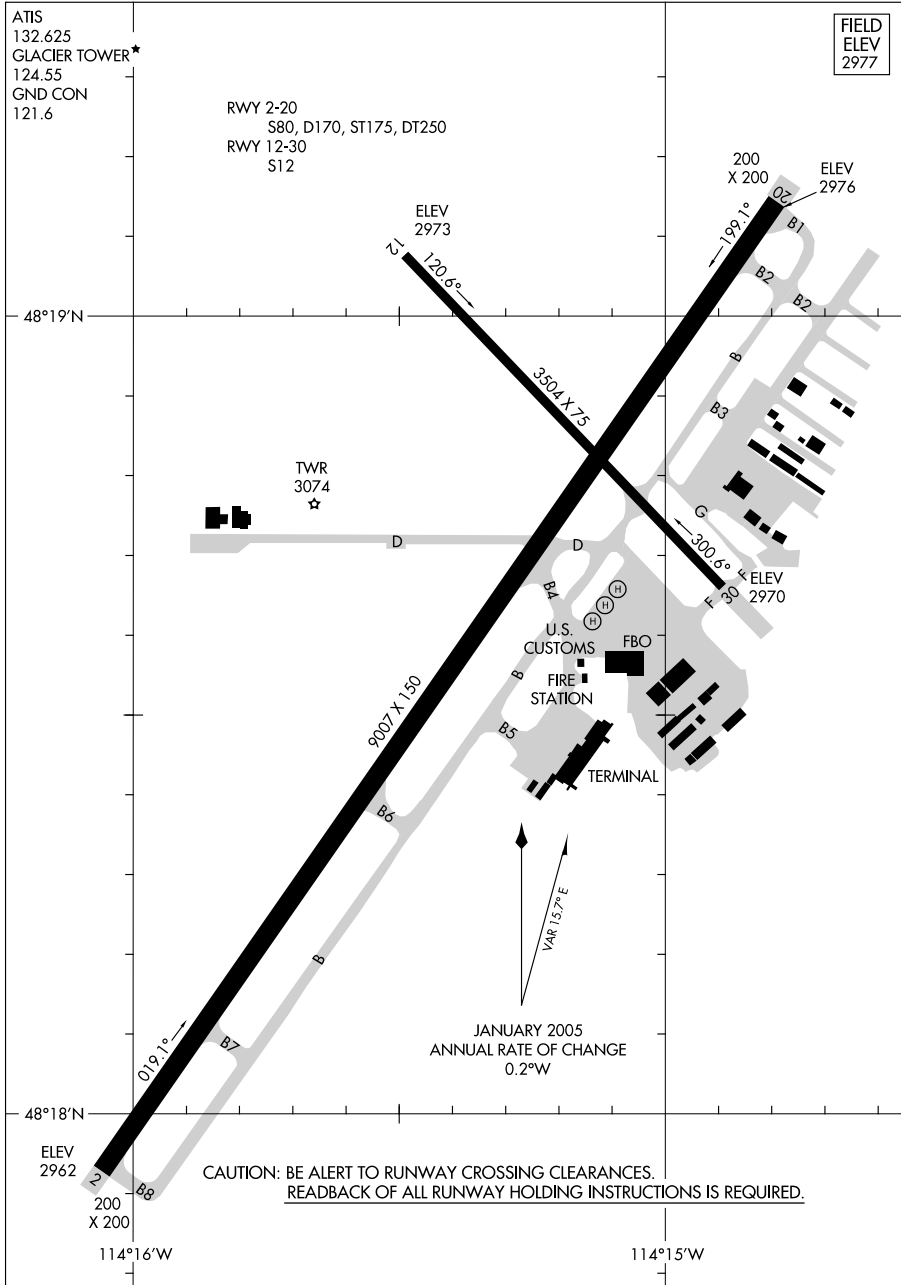 ATIS
132.625
GLACIER TOWER
124.55
GND CON
121.6
FIELD
ELEV
2977
RWY 2-20
S80, D170, ST175, DT250
RWY 12-30
S12
200
X 200
ELEV
2976
20
199.1°
B1
B2
B2
ELEV
2973
12
120.6°
48°19'N
3504 X 75
B
B3
TWR
3074
G
D
D
300.6°
F
F
30
ELEV
2970
B4
H
H
H
U.S.
CUSTOMS
FBO
FIRE
STATION
B
B5
9007 X 150
TERMINAL
B6
VAR 15.7° E
B
JANUARY 2005
ANNUAL RATE OF CHANGE
0.2°W
019.1°
B7
48°18'N
ELEV
2962
2
B8
200
X 200
CAUTION: BE ALERT TO RUNWAY CROSSING CLEARANCES.
READBACK OF ALL RUNWAY HOLDING INSTRUCTIONS IS REQUIRED.
114°16'W
114°15'W